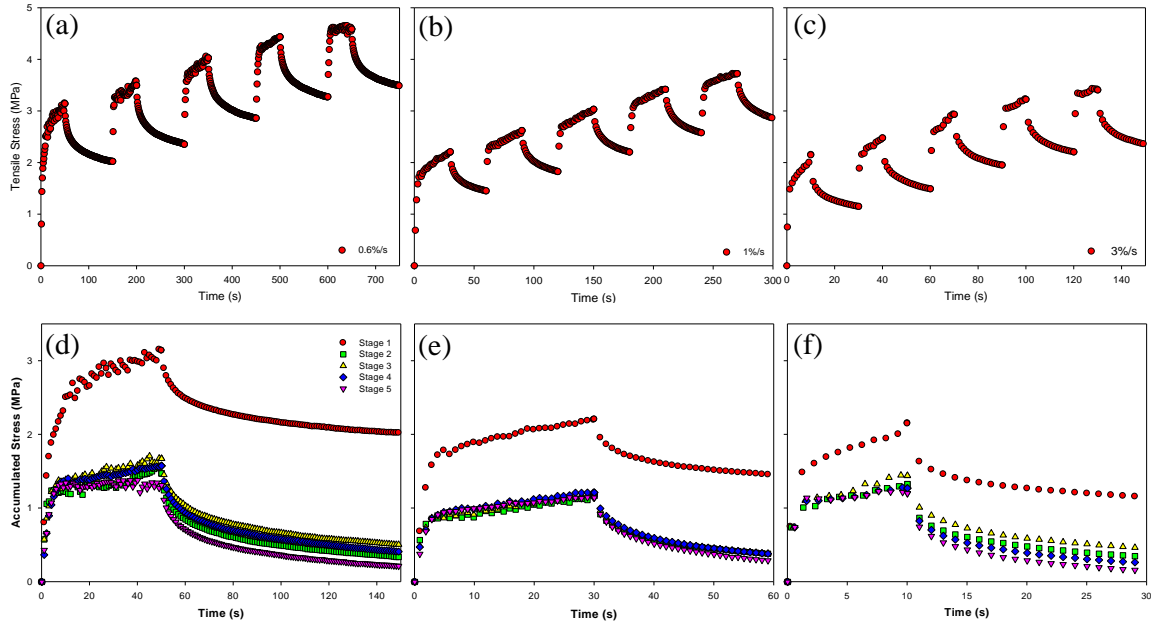 (a)
(b)
(c)
Tensile Stress (MPa)
5
4
3
2
1
0
0 100 200 300 400 500 600 700
Time (s)
0.6%/s
0 50 100 150 200 250 300
Time (s)
1%/s
0 20 40 60 80 100 120 140
Time (s)
3%/s
(d)
(e)
(f)
Accumulated Stress (MPa)
3
2
1
0
Stage 1
Stage 2
Stage 3
Stage 4
Stage 5
0 20 40 60 80 100 120 140
Time (s)
0 10 20 30 40 50 60
Time (s)
0 5 10 15 20 25 30
Time (s)